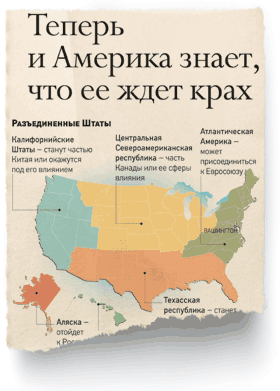 Теперь
и Америка знает,
что ее ждет крах
Разъединенные Штаты
Калифорнийские
Штаты – станут частью
Китая или окажутся
под его влиянием
Центральная
Североамериканская
республика – часть
Канады или ее сферы
влияния
Атлантическая
Америка –
может
присоединиться
к Евросоюзу
ВАШИНГТОН
Техасская
республика – станет
Аляска –
отойдет
к Рос